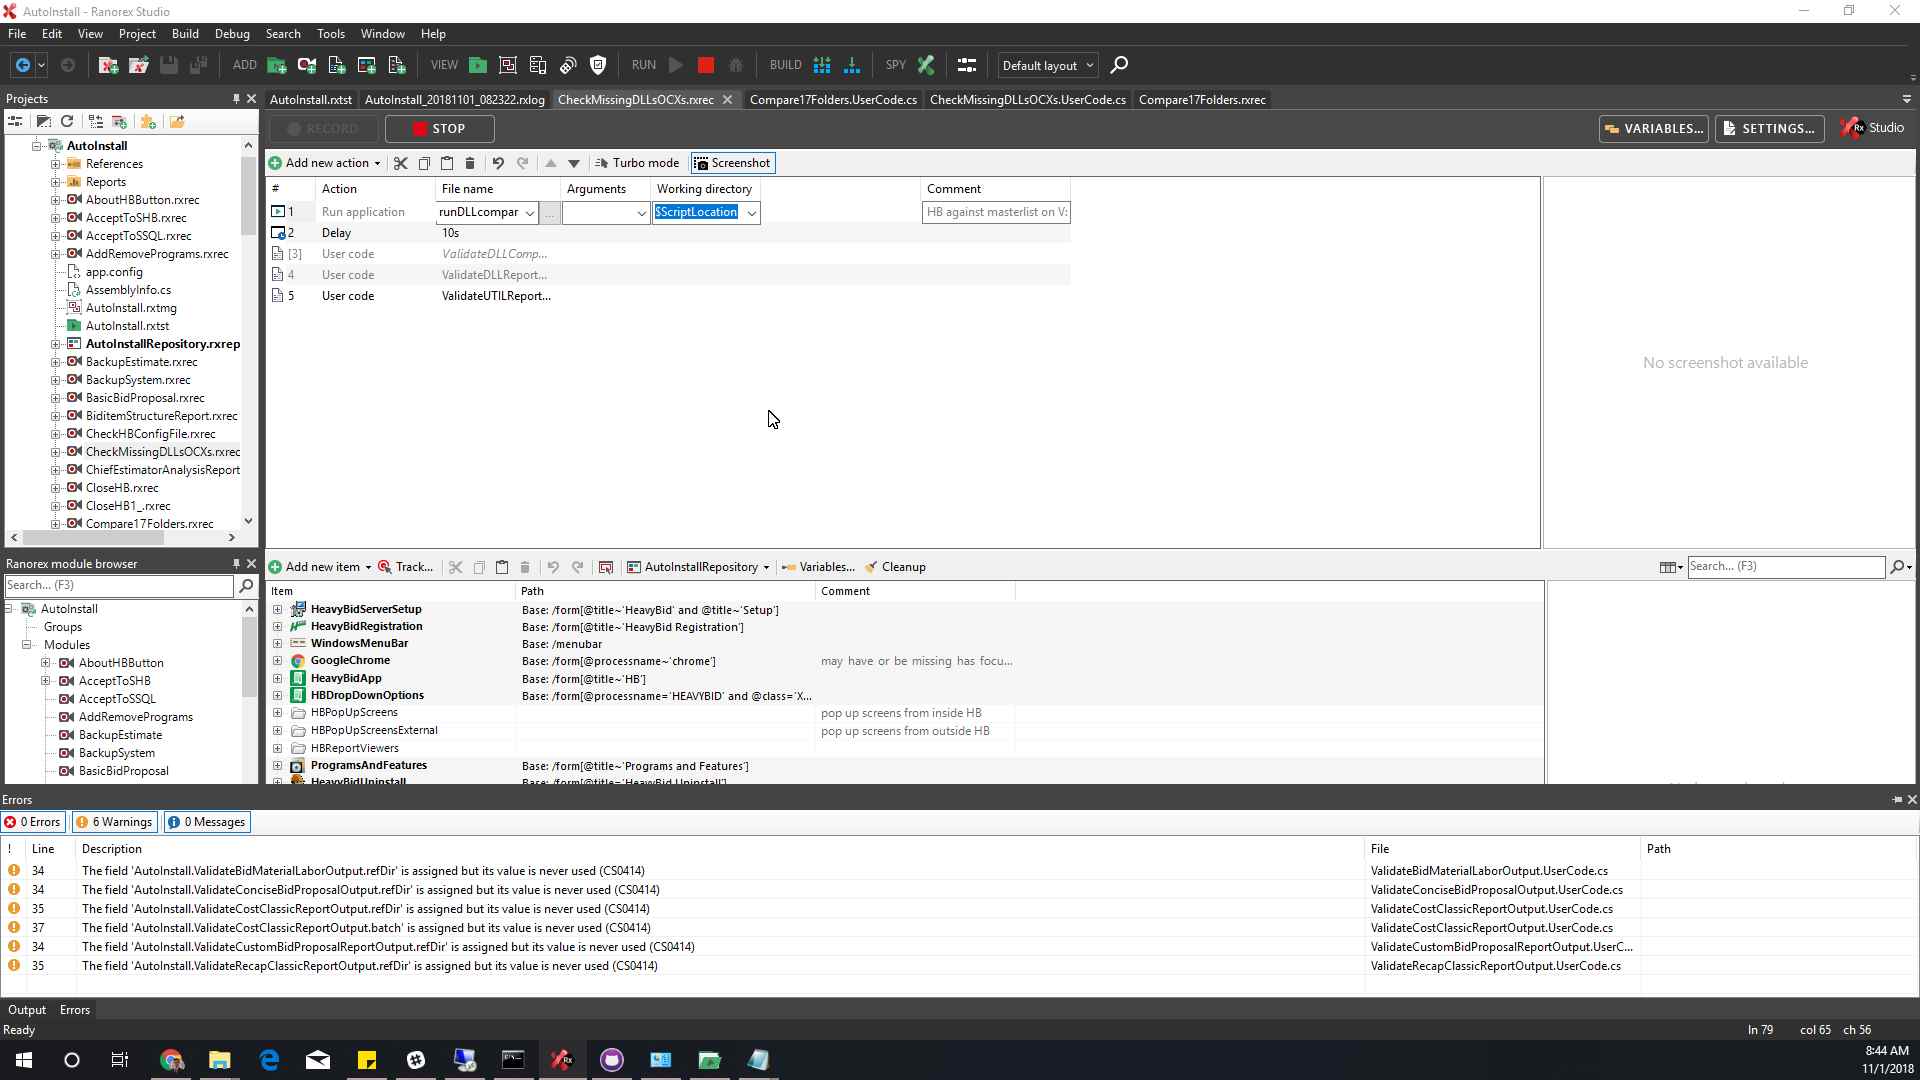 AutoInstall - Ranorex Studio
File Edit View Project Build Debug Search Tools Window Help
ADD VIEW RUN BUILD SPY Default layout
Projects
AutoInstall.rxtst AutoInstall_20181101_082322.rxlog CheckMissingDLLsOCXs.rxrec Compare17Folders.UserCode.cs CheckMissingDLLsOCXs.UserCode.cs Compare17Folders.rxrec
RECORD STOP VARIABLES... SETTINGS... Rx Studio
Add new action Turbo mode Screenshot
AutoInstall
References
Reports
AboutHBButton.rxrec
AcceptToSHB.rxrec
AcceptToSSQL.rxrec
AddRemovePrograms.rxrec
app.config
AssemblyInfo.cs
AutoInstall.rxtmg
AutoInstall.rxtst
AutoInstallRepository.rxrep
BackupEstimate.rxrec
BackupSystem.rxrec
BasicBidProposal.rxrec
BiditemStructureReport.rxrec
CheckHBConfigFile.rxrec
CheckMissingDLLsOCXs.rxrec
ChiefEstimatorAnalysisReport
CloseHB.rxrec
CloseHB1_.rxrec
Compare17Folders.rxrec
# Action File name Arguments Working directory Comment
1 Run application runDLLcompar ... $ScriptLocation HB against masterlist on V:
2 Delay 10s
[3] User code ValidateDLLComp...
4 User code ValidateDLLReport...
5 User code ValidateUTILReport...
No screenshot available
Ranorex module browser
Search... (F3)
AutoInstall
Groups
Modules
AboutHBButton
AcceptToSHB
AcceptToSSQL
AddRemovePrograms
BackupEstimate
BackupSystem
BasicBidProposal
Add new item Track... AutoInstallRepository Variables... Cleanup Search... (F3)
Item Path Comment
HeavyBidServerSetup Base: /form[@title~'HeavyBid' and @title~'Setup']
HeavyBidRegistration Base: /form[@title~'HeavyBid Registration']
WindowsMenuBar Base: /menubar
GoogleChrome Base: /form[@processname~'chrome'] may have or be missing has focu...
HeavyBidApp Base: /form[@title~'HB']
HBDropDownOptions Base: /form[@processname='HEAVYBID' and @class='X...
HBPopUpScreens pop up screens from inside HB
HBPopUpScreensExternal pop up screens from outside HB
HBReportViewers
ProgramsAndFeatures Base: /form[@title~'Programs and Features']
HeavyBidUninstall Base: /form[@title~'HeavyBid Uninstall']
Errors
0 Errors 6 Warnings 0 Messages
! Line Description File Path
34 The field 'AutoInstall.ValidateBidMaterialLaborOutput.refDir' is assigned but its value is never used (CS0414) ValidateBidMaterialLaborOutput.UserCode.cs
34 The field 'AutoInstall.ValidateConciseBidProposalOutput.refDir' is assigned but its value is never used (CS0414) ValidateConciseBidProposalOutput.UserCode.cs
35 The field 'AutoInstall.ValidateCostClassicReportOutput.refDir' is assigned but its value is never used (CS0414) ValidateCostClassicReportOutput.UserCode.cs
37 The field 'AutoInstall.ValidateCostClassicReportOutput.batch' is assigned but its value is never used (CS0414) ValidateCostClassicReportOutput.UserCode.cs
34 The field 'AutoInstall.ValidateCustomBidProposalReportOutput.refDir' is assigned but its value is never used (CS0414) ValidateCustomBidProposalReportOutput.UserC...
35 The field 'AutoInstall.ValidateRecapClassicReportOutput.refDir' is assigned but its value is never used (CS0414) ValidateRecapClassicReportOutput.UserCode.cs
Output Errors
Ready ln 79 col 65 ch 56
8:44 AM
11/1/2018